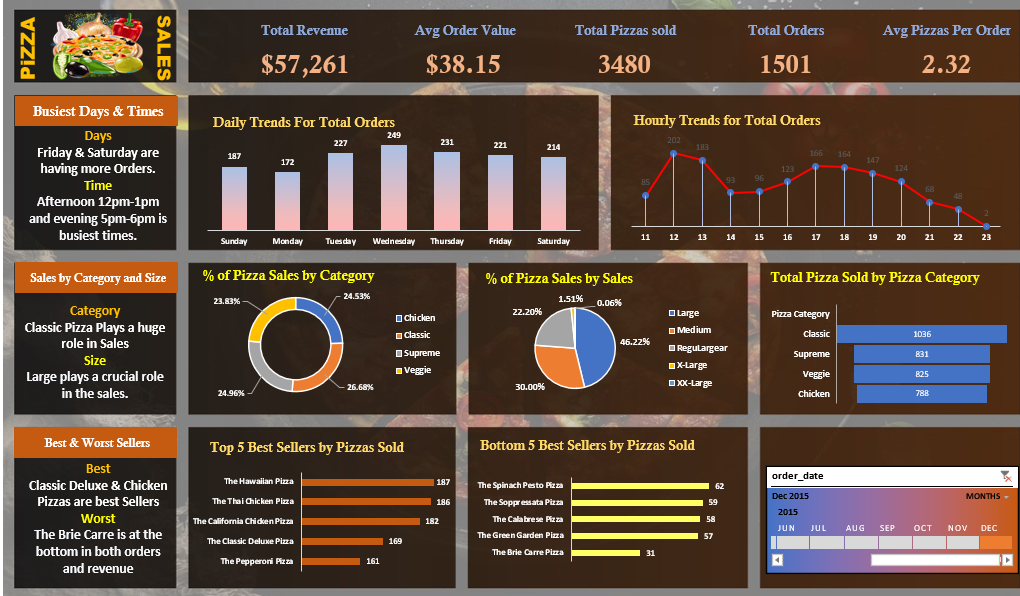 PiZZA
SALES
Total Revenue
$57,261
Avg Order Value
$38.15
Total Pizzas sold
3480
Total Orders
1501
Avg Pizzas Per Order
2.32
Busiest Days & Times
Days
Friday & Saturday are
having more Orders.
Time
Afternoon 12pm-1pm
and evening 5pm-6pm is
busiest times.
Daily Trends For Total Orders
187
172
227
249
231
221
214
Sunday
Monday
Tuesday
Wednesday
Thursday
Friday
Saturday
Hourly Trends for Total Orders
85
202
183
93
96
123
166
164
147
124
68
48
2
11
12
13
14
15
16
17
18
19
20
21
22
23
Sales by Category and Size
Category
Classic Pizza Plays a huge
role in Sales
Size
Large plays a crucial role
in the sales.
% of Pizza Sales by Category
23.83%
24.53%
24.96%
26.68%
Chicken
Classic
Supreme
Veggie
% of Pizza Sales by Sales
1.51%
0.06%
22.20%
46.22%
30.00%
Large
Medium
ReguLargear
X-Large
XX-Large
Total Pizza Sold by Pizza Category
Pizza Category
Classic 1036
Supreme 831
Veggie 825
Chicken 788
Best & Worst Sellers
Best
Classic Deluxe & Chicken
Pizzas are best Sellers
Worst
The Brie Carre is at the
bottom in both orders
and revenue
Top 5 Best Sellers by Pizzas Sold
The Hawaiian Pizza 187
The Thai Chicken Pizza 186
The California Chicken Pizza 182
The Classic Deluxe Pizza 169
The Pepperoni Pizza 161
Bottom 5 Best Sellers by Pizzas Sold
The Spinach Pesto Pizza 62
The Soppressata Pizza 59
The Calabrese Pizza 58
The Green Garden Pizza 57
The Brie Carre Pizza 31
order_date
Dec 2015 MONTHS
2015
JUN JUL AUG SEP OCT NOV DEC